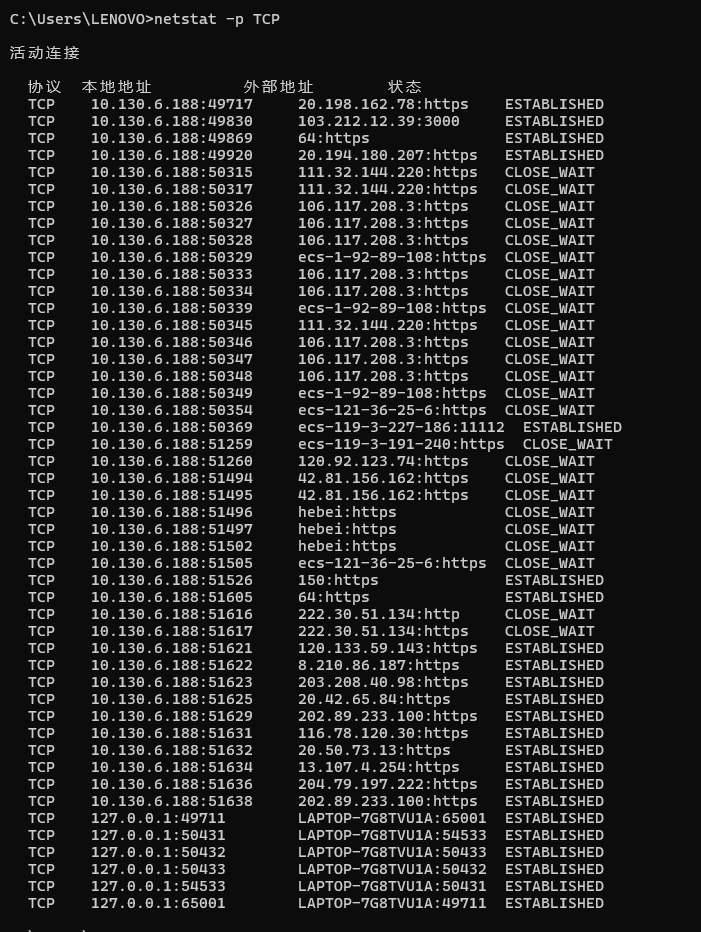 C:\Users\LENOVO>netstat -p TCP
活动连接
协议 本地地址 外部地址 状态
TCP 10.130.6.188:49717 20.198.162.78:https ESTABLISHED
TCP 10.130.6.188:49830 103.212.12.39:3000 ESTABLISHED
TCP 10.130.6.188:49869 64:https ESTABLISHED
TCP 10.130.6.188:49920 20.194.180.207:https ESTABLISHED
TCP 10.130.6.188:50315 111.32.144.220:https CLOSE_WAIT
TCP 10.130.6.188:50317 111.32.144.220:https CLOSE_WAIT
TCP 10.130.6.188:50326 106.117.208.3:https CLOSE_WAIT
TCP 10.130.6.188:50327 106.117.208.3:https CLOSE_WAIT
TCP 10.130.6.188:50328 106.117.208.3:https CLOSE_WAIT
TCP 10.130.6.188:50329 ecs-1-92-89-108:https CLOSE_WAIT
TCP 10.130.6.188:50333 106.117.208.3:https CLOSE_WAIT
TCP 10.130.6.188:50334 106.117.208.3:https CLOSE_WAIT
TCP 10.130.6.188:50339 ecs-1-92-89-108:https CLOSE_WAIT
TCP 10.130.6.188:50345 111.32.144.220:https CLOSE_WAIT
TCP 10.130.6.188:50346 106.117.208.3:https CLOSE_WAIT
TCP 10.130.6.188:50347 106.117.208.3:https CLOSE_WAIT
TCP 10.130.6.188:50348 106.117.208.3:https CLOSE_WAIT
TCP 10.130.6.188:50349 ecs-1-92-89-108:https CLOSE_WAIT
TCP 10.130.6.188:50354 ecs-121-36-25-6:https CLOSE_WAIT
TCP 10.130.6.188:50369 ecs-119-3-227-186:11112 ESTABLISHED
TCP 10.130.6.188:51259 ecs-119-3-191-240:https CLOSE_WAIT
TCP 10.130.6.188:51260 120.92.123.74:https CLOSE_WAIT
TCP 10.130.6.188:51494 42.81.156.162:https CLOSE_WAIT
TCP 10.130.6.188:51495 42.81.156.162:https CLOSE_WAIT
TCP 10.130.6.188:51496 hebei:https CLOSE_WAIT
TCP 10.130.6.188:51497 hebei:https CLOSE_WAIT
TCP 10.130.6.188:51502 hebei:https CLOSE_WAIT
TCP 10.130.6.188:51505 ecs-121-36-25-6:https CLOSE_WAIT
TCP 10.130.6.188:51526 150:https ESTABLISHED
TCP 10.130.6.188:51605 64:https ESTABLISHED
TCP 10.130.6.188:51616 222.30.51.134:http CLOSE_WAIT
TCP 10.130.6.188:51617 222.30.51.134:https CLOSE_WAIT
TCP 10.130.6.188:51621 120.133.59.143:https ESTABLISHED
TCP 10.130.6.188:51622 8.210.86.187:https ESTABLISHED
TCP 10.130.6.188:51623 203.208.40.98:https ESTABLISHED
TCP 10.130.6.188:51625 20.42.65.84:https ESTABLISHED
TCP 10.130.6.188:51629 202.89.233.100:https ESTABLISHED
TCP 10.130.6.188:51631 116.78.120.30:https ESTABLISHED
TCP 10.130.6.188:51632 20.50.73.13:https ESTABLISHED
TCP 10.130.6.188:51634 13.107.4.254:https ESTABLISHED
TCP 10.130.6.188:51636 204.79.197.222:https ESTABLISHED
TCP 10.130.6.188:51638 202.89.233.100:https ESTABLISHED
TCP 127.0.0.1:49711 LAPTOP-7G8TVU1A:65001 ESTABLISHED
TCP 127.0.0.1:50431 LAPTOP-7G8TVU1A:54533 ESTABLISHED
TCP 127.0.0.1:50432 LAPTOP-7G8TVU1A:50433 ESTABLISHED
TCP 127.0.0.1:50433 LAPTOP-7G8TVU1A:50432 ESTABLISHED
TCP 127.0.0.1:54533 LAPTOP-7G8TVU1A:50431 ESTABLISHED
TCP 127.0.0.1:65001 LAPTOP-7G8TVU1A:49711 ESTABLISHED